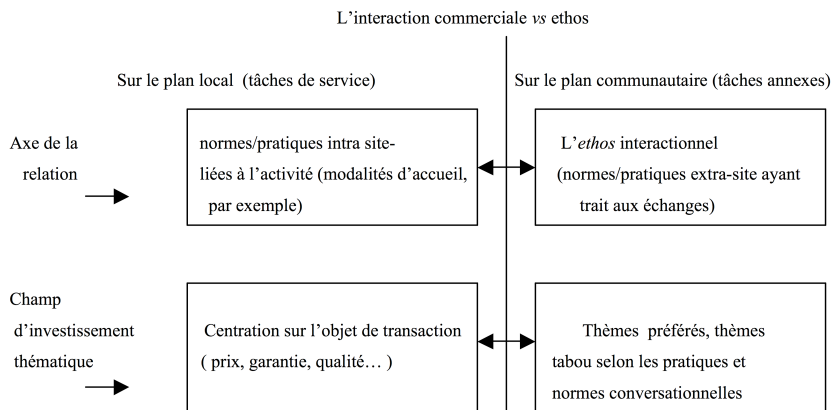 L’interaction commerciale vs ethos
Sur le plan local (tâches de service)
Sur le plan communautaire (tâches annexes)
Axe de la
relation
normes/pratiques intra site-
liées à l’activité (modalités d’accueil,
par exemple)
L’ethos interactionnel
(normes/pratiques extra-site ayant
trait aux échanges)
Champ
d’investissement
thématique
Centration sur l’objet de transaction
( prix, garantie, qualité… )
Thèmes préférés, thèmes
tabou selon les pratiques et
normes conversationnelles